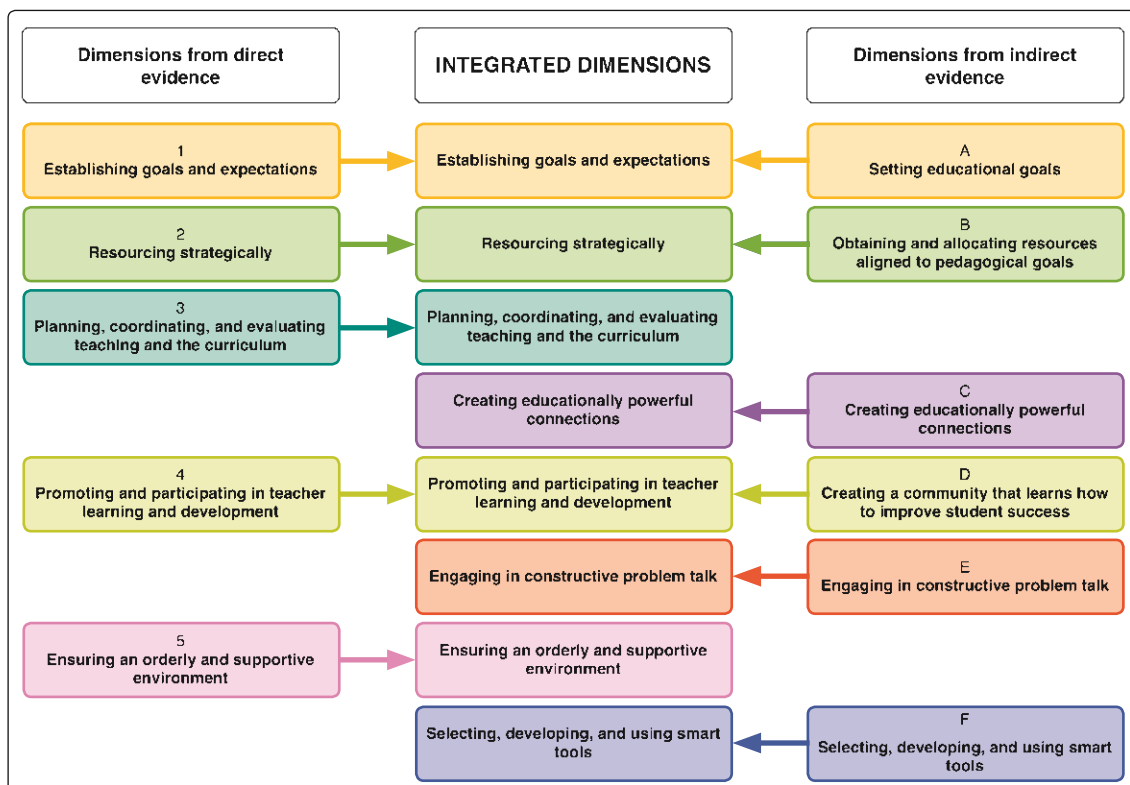 Dimensions from direct
evidence
INTEGRATED DIMENSIONS
Dimensions from indirect
evidence
1
Establishing goals and expectations
Establishing goals and expectations
A
Setting educational goals
2
Resourcing strategically
Resourcing strategically
B
Obtaining and allocating resources
aligned to pedagogical goals
3
Planning, coordinating, and evaluating
teaching and the curriculum
Planning, coordinating, and evaluating
teaching and the curriculum
Creating educationally powerful
connections
C
Creating educationally powerful
connections
4
Promoting and participating in teacher
learning and development
Promoting and participating in teacher
learning and development
D
Creating a community that learns how
to improve student success
Engaging in constructive problem talk
E
Engaging in constructive problem talk
5
Ensuring an orderly and supportive
environment
Ensuring an orderly and supportive
environment
Selecting, developing, and using smart
tools
F
Selecting, developing, and using smart
tools